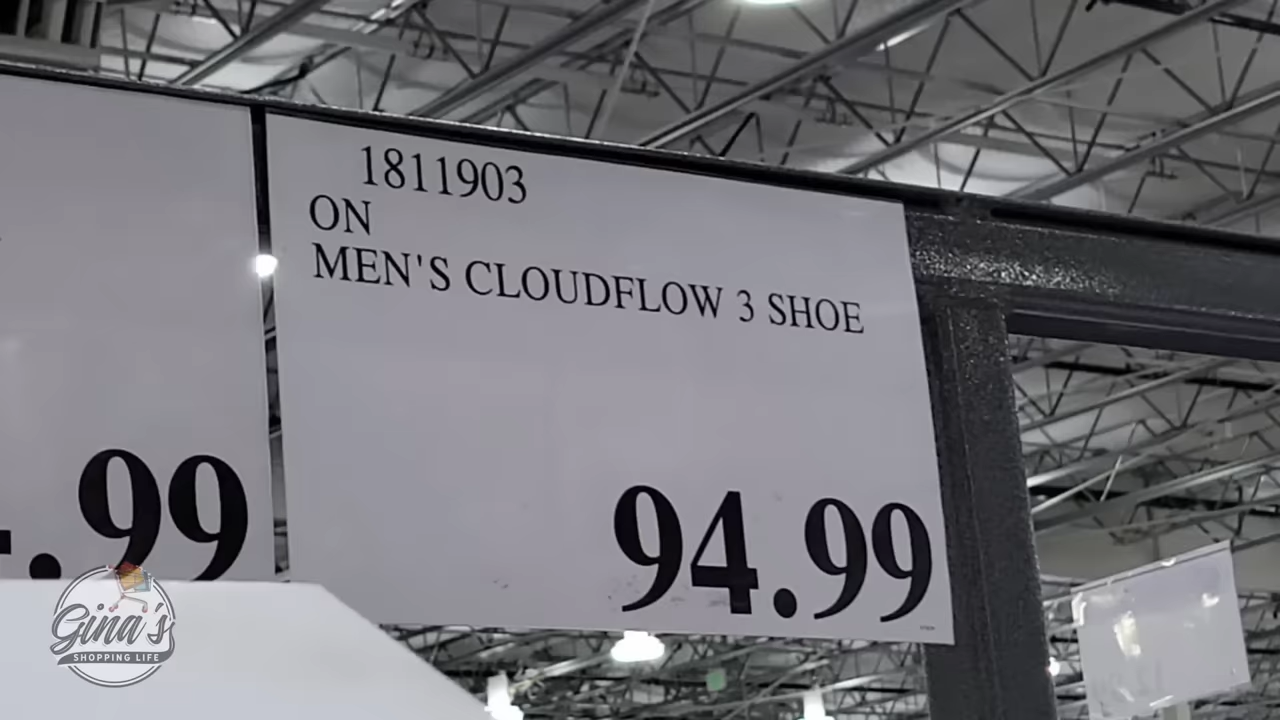 1811903
ON
MEN'S CLOUDFLOW 3 SHOE
94.99
.99
Gina's
SHOPPING LIFE